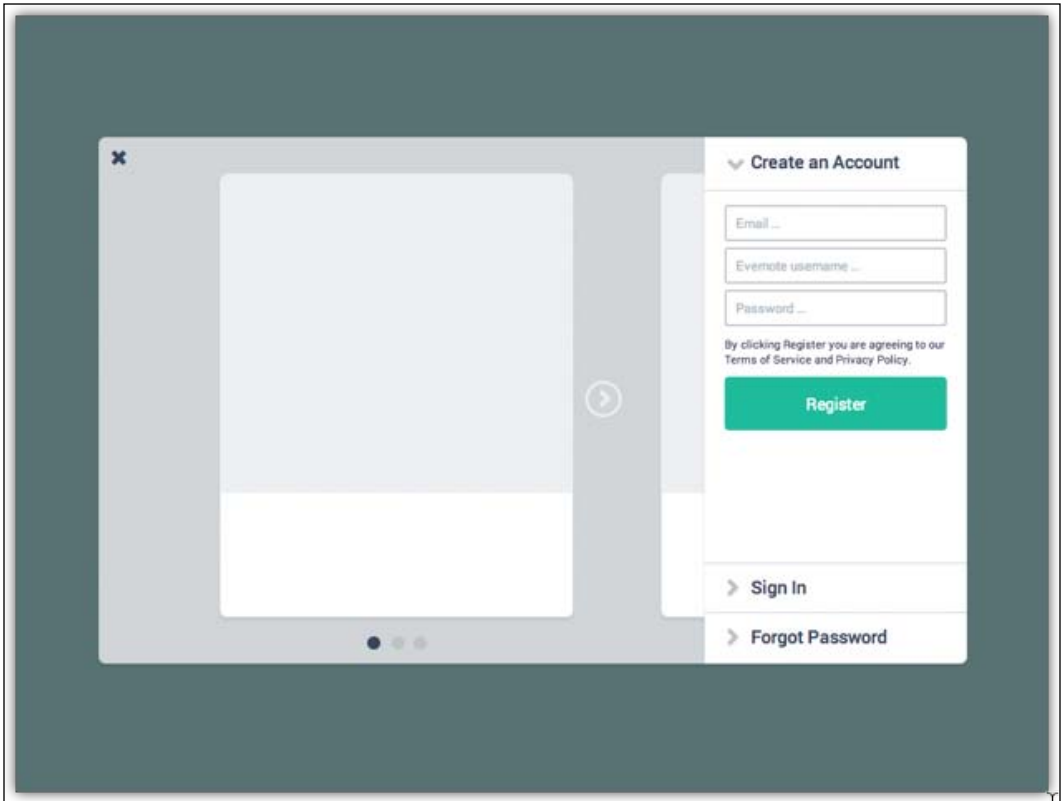 Create an Account
Email ...
Evernote username ...
Password ...
By clicking Register you are agreeing to our
Terms of Service and Privacy Policy.
Register
Sign In
Forgot Password